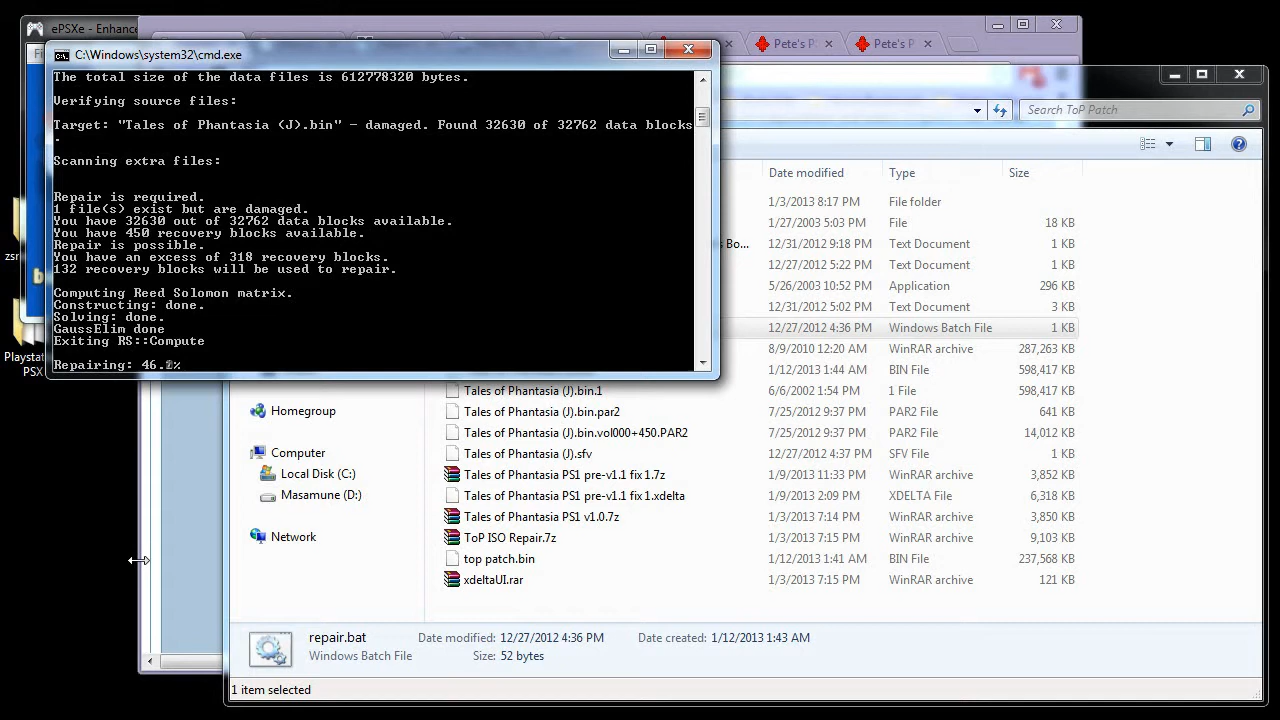 ePSXe - Enhance
C:\Windows\system32\cmd.exe
Pete's P
Pete's P
The total size of the data files is 612778320 bytes.
Verifying source files:
Target: "Tales of Phantasia (J).bin" - damaged. Found 32630 of 32762 data blocks
.
Scanning extra files:
Repair is required.
1 file(s) exist but are damaged.
You have 32630 out of 32762 data blocks available.
You have 450 recovery blocks available.
Repair is possible.
You have an excess of 318 recovery blocks.
132 recovery blocks will be used to repair.
Computing Reed Solomon matrix.
Constructing: done.
Solving: done.
GaussElim done
Exiting RS::Compute
Repairing:
Search ToP Patch
Date modified Type Size
1/3/2013 8:17 PM File folder
1/27/2003 5:03 PM File 18 KB
s Bo... 12/31/2012 9:18 PM Text Document
12/27/2012 5:22 PM Text Document
5/26/2003 10:52 PM Application 296 KB
12/31/2012 5:02 PM Text Document 3 KB
12/27/2012 4:36 PM Windows Batch File 1 KB
8/9/2010 12:20 AM WinRAR archive 287,263 KB
1/12/2013 1:44 AM BIN File 598,417 KB
Tales of Phantasia (J).bin.1 6/6/2002 1:54 PM 1 File 598,417 KB
Tales of Phantasia (J).bin.par2 7/25/2012 9:37 PM PAR2 File 641 KB
Tales of Phantasia (J).bin.vol000+450.PAR2 7/25/2012 9:37 PM PAR2 File 14,012 KB
Tales of Phantasia (J).sfv 12/27/2012 4:37 PM SFV File 1 KB
Tales of Phantasia PS1 pre-v1.1 fix1.7z 1/9/2013 11:33 PM WinRAR archive 3,852 KB
Tales of Phantasia PS1 pre-v1.1 fix1.xdelta 1/9/2013 2:09 PM XDELTA File 6,318 KB
Tales of Phantasia PS1 v1.0.7z 1/3/2013 7:14 PM WinRAR archive 3,850 KB
ToP ISO Repair.7z 1/3/2013 7:15 PM WinRAR archive 9,103 KB
top patch.bin 1/12/2013 1:41 AM BIN File 237,568 KB
xdeltaUI.rar 1/3/2013 7:15 PM WinRAR archive 121 KB
Homegroup
Computer
Local Disk (C:)
Masamune (D:)
Network
zsr
Playstat
PSX
repair.bat Date modified: 12/27/2012 4:36 PM Date created: 1/12/2013 1:43 AM
Windows Batch File Size: 52 bytes
1 item selected